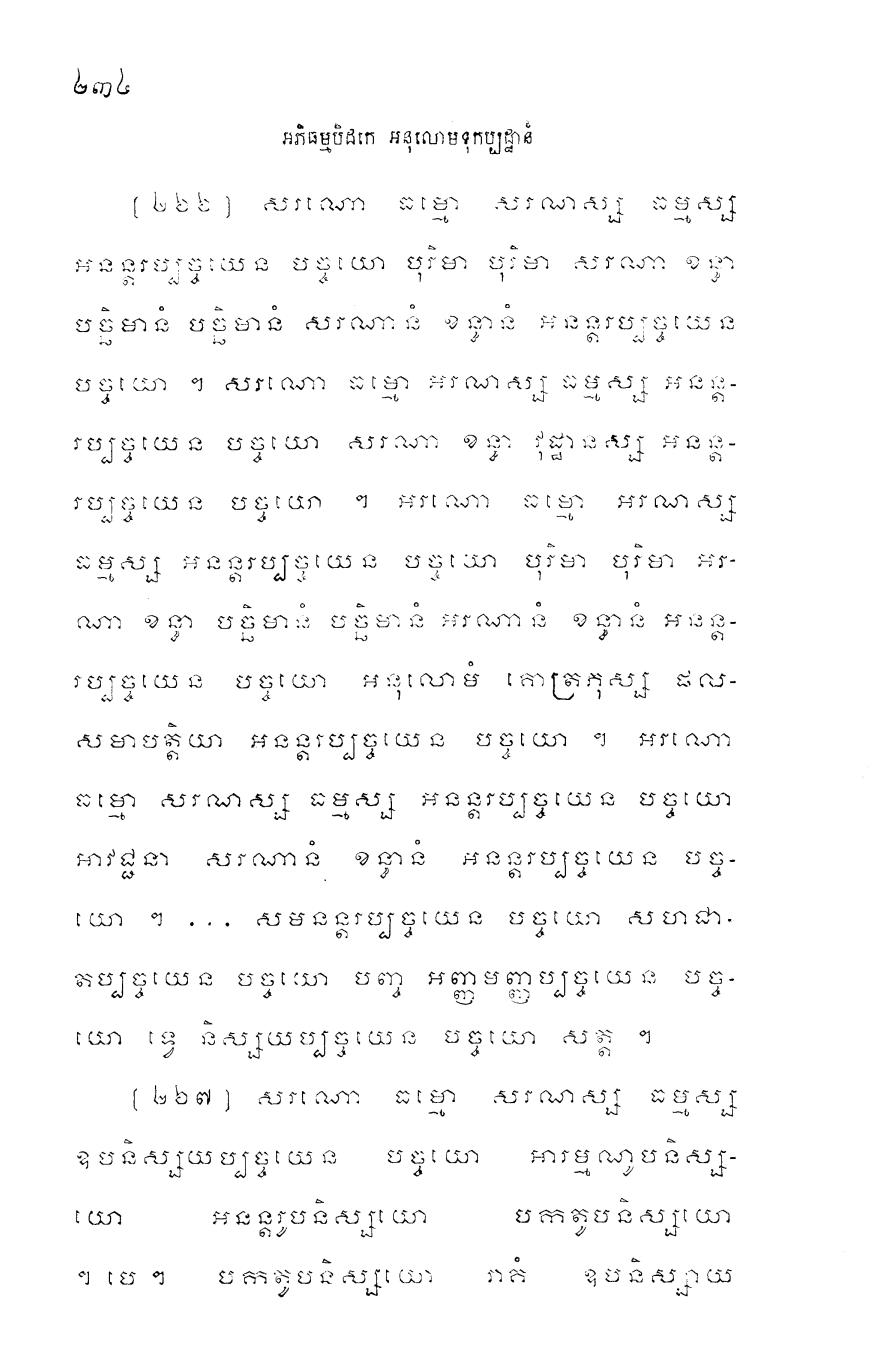 ២៣៤
អភិធម្មបិដកេ អនុលោមទុកប្បដ្ឋានំ
(២២៦) សរណោ ធម្មោ សរណស្ស ធម្មស្ស
អនន្តរប្បច្ចយេន បច្ចយោ បុរិមា បុរិមា សរណា ខន្ធា
បច្ឆិមានំ បច្ឆិមានំ សរណានំ ខន្ធានំ អនន្តរប្បច្ចយេន
បច្ចយោ ។ សរណោ ធម្មោ អរណស្ស ធម្មស្ស អនន្ត-
រប្បច្ចយេន បច្ចយោ សរណា ខន្ធា វុដ្ឋានស្ស អនន្ត-
រប្បច្ចយេន បច្ចយោ ។ អរណោ ធម្មោ អរណស្ស
ធម្មស្ស អនន្តរប្បច្ចយេន បច្ចយោ បុរិមា បុរិមា អរ-
ណា ខន្ធា បច្ឆិមានំ បច្ឆិមានំ អរណានំ ខន្ធានំ អនន្ត-
រប្បច្ចយេន បច្ចយោ អនុលោមំ គោត្រភុស្ស ផល-
សមាបត្តិយា អនន្តរប្បច្ចយេន បច្ចយោ ។ អរណោ
ធម្មោ សរណស្ស ធម្មស្ស អនន្តរប្បច្ចយេន បច្ចយោ
អាវជ្ជនា សរណានំ ខន្ធានំ អនន្តរប្បច្ចយេន បច្ច-
យោ ។ ... សមនន្តរប្បច្ចយេន បច្ចយោ សហជា-
តប្បច្ចយេន បច្ចយោ បញ្ច អញ្ញមញ្ញប្បច្ចយេន បច្ច-
យោ ទ្វេ និស្សយប្បច្ចយេន បច្ចយោ សត្ត ។
(២២៧) សរណោ ធម្មោ សរណស្ស ធម្មស្ស
ឧបនិស្សយប្បច្ចយេន បច្ចយោ អារម្មណូបនិស្ស-
យោ អនន្តរូបនិស្សយោ បកតូបនិស្សយោ
។ បេ ។ បកតូបនិស្សយោ រាគំ ឧបនិស្សាយ